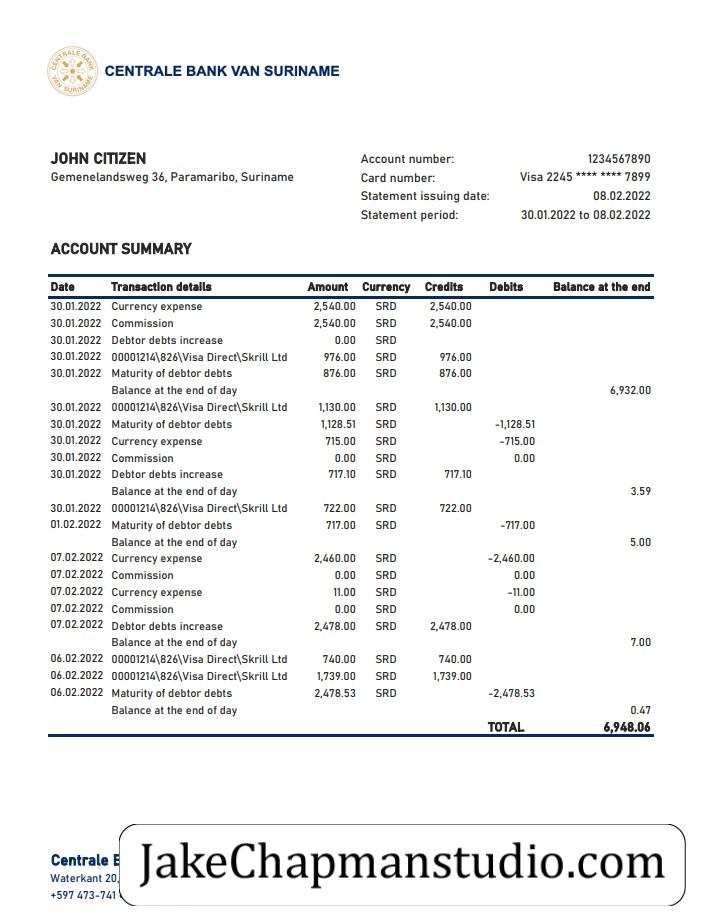 CENTRALE BANK VAN SURINAME
CENTRALE BANK VAN SURINAME
JOHN CITIZEN
Gemenelandsweg 36, Paramaribo, Suriname
Account number: 1234567890
Card number: Visa 2245 **** **** 7899
Statement issuing date: 08.02.2022
Statement period: 30.01.2022 to 08.02.2022
ACCOUNT SUMMARY
Date Transaction details Amount Currency Credits Debits Balance at the end
30.01.2022 Currency expense 2,540.00 SRD 2,540.00
30.01.2022 Commission 2,540.00 SRD 2,540.00
30.01.2022 Debtor debts increase 0.00 SRD
30.01.2022 00001214\826\Visa Direct\Skrill Ltd 976.00 SRD 976.00
30.01.2022 Maturity of debtor debts 876.00 SRD 876.00
Balance at the end of day 6,932.00
30.01.2022 00001214\826\Visa Direct\Skrill Ltd 1,130.00 SRD 1,130.00
30.01.2022 Maturity of debtor debts 1,128.51 SRD -1,128.51
30.01.2022 Currency expense 715.00 SRD -715.00
30.01.2022 Commission 0.00 SRD 0.00
30.01.2022 Debtor debts increase 717.10 SRD 717.10
Balance at the end of day 3.59
30.01.2022 00001214\826\Visa Direct\Skrill Ltd 722.00 SRD 722.00
01.02.2022 Maturity of debtor debts 717.00 SRD -717.00
Balance at the end of day 5.00
07.02.2022 Currency expense 2,460.00 SRD -2,460.00
07.02.2022 Commission 0.00 SRD 0.00
07.02.2022 Currency expense 11.00 SRD -11.00
07.02.2022 Commission 0.00 SRD 0.00
07.02.2022 Debtor debts increase 2,478.00 SRD 2,478.00
Balance at the end of day 7.00
06.02.2022 00001214\826\Visa Direct\Skrill Ltd 740.00 SRD 740.00
06.02.2022 00001214\826\Visa Direct\Skrill Ltd 1,739.00 SRD 1,739.00
06.02.2022 Maturity of debtor debts 2,478.53 SRD -2,478.53
Balance at the end of day 0.47
TOTAL 6,948.06
Centrale
Waterkant 20,
+597 473-741
JakeChapmanstudio.com